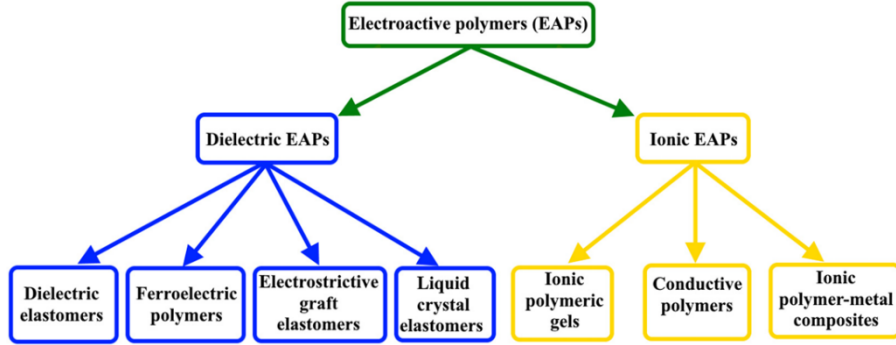 Electroactive polymers (EAPs)
Dielectric EAPs
Ionic EAPs
Dielectric
elastomers
Ferroelectric
polymers
Electrostrictive
graft
elastomers
Liquid
crystal
elastomers
Ionic
polymeric
gels
Conductive
polymers
Ionic
polymer-metal
composites